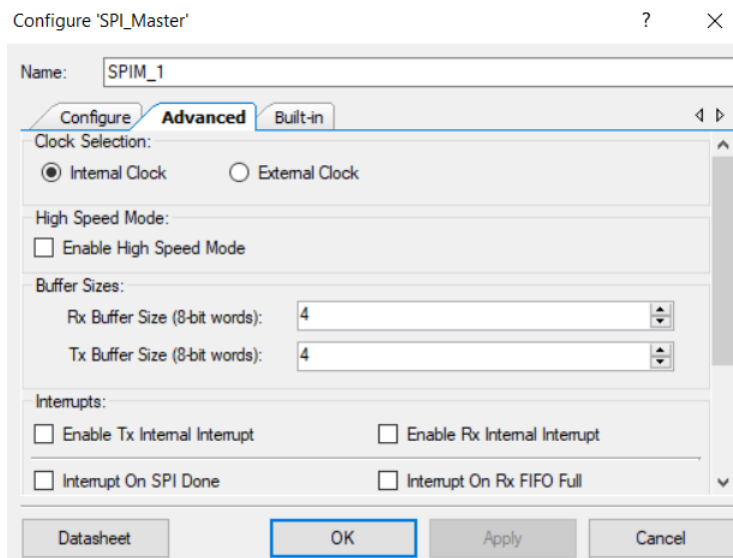 Configure 'SPI_Master'
?
Name: SPIM_1
Configure Advanced Built-in
Clock Selection:
Internal Clock External Clock
High Speed Mode:
Enable High Speed Mode
Buffer Sizes:
Rx Buffer Size (8-bit words): 4
Tx Buffer Size (8-bit words): 4
Interrupts:
Enable Tx Internal Interrupt Enable Rx Internal Interrupt
Interrupt On SPI Done Interrupt On Rx FIFO Full
Datasheet OK Apply Cancel